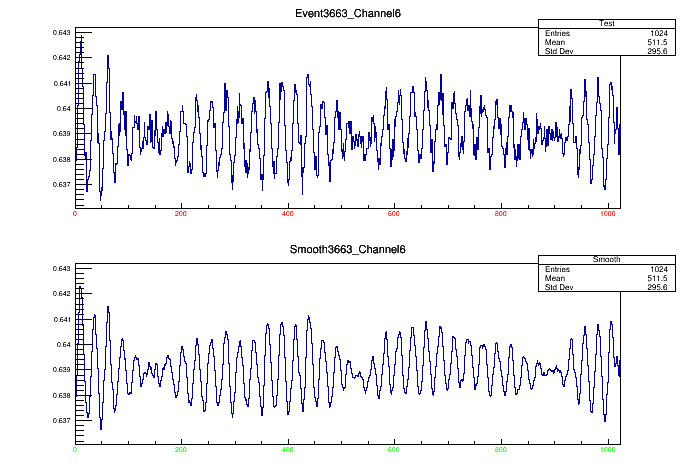 Event3663_Channel6
Test
Entries 1024
Mean 511.5
Std Dev 295.6
0.643
0.642
0.641
0.64
0.639
0.638
0.637
0 200 400 600 800 1000
Smooth3663_Channel6
Smooth
Entries 1024
Mean 511.5
Std Dev 295.6
0.643
0.642
0.641
0.64
0.639
0.638
0.637
0 200 400 600 800 1000